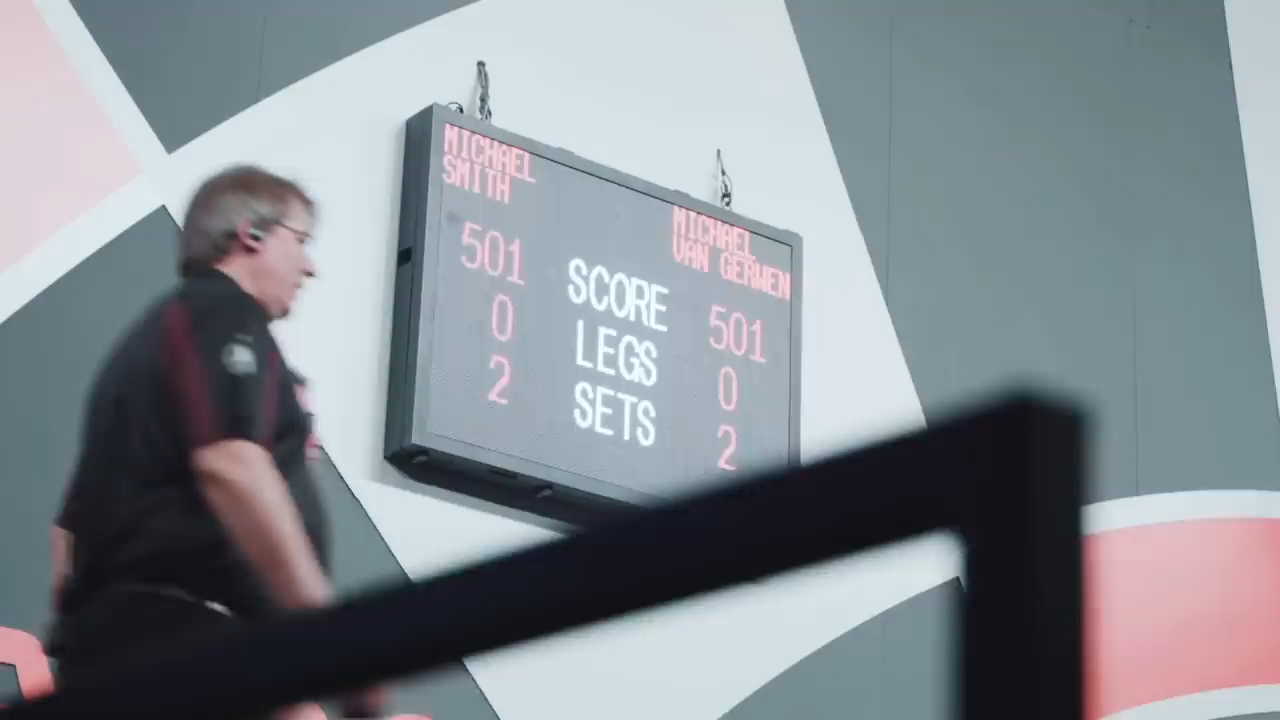 MICHAEL
SMITH
MICHAEL
VAN GERWEN
501 SCORE 501
0 LEGS 0
2 SETS 2